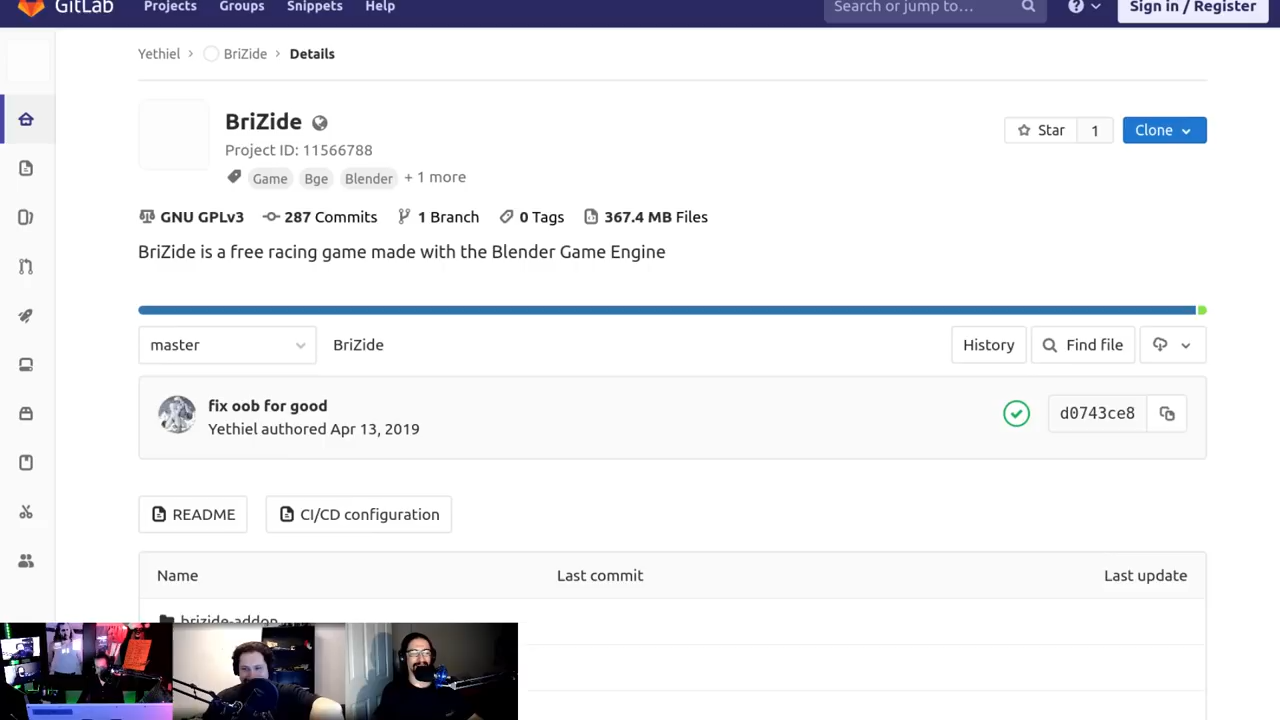 GitLab
Projects
Groups
Snippets
Help
Search or jump to...
Sign in / Register
Yethiel > BriZide > Details
BriZide
Project ID: 11566788
Game Bge Blender + 1 more
Star 1
Clone
GNU GPLv3 287 Commits 1 Branch 0 Tags 367.4 MB Files
BriZide is a free racing game made with the Blender Game Engine
master
BriZide
History
Find file
fix oob for good
Yethiel authored Apr 13, 2019
d0743ce8
README
CI/CD configuration
Name Last commit Last update
brizide-addon